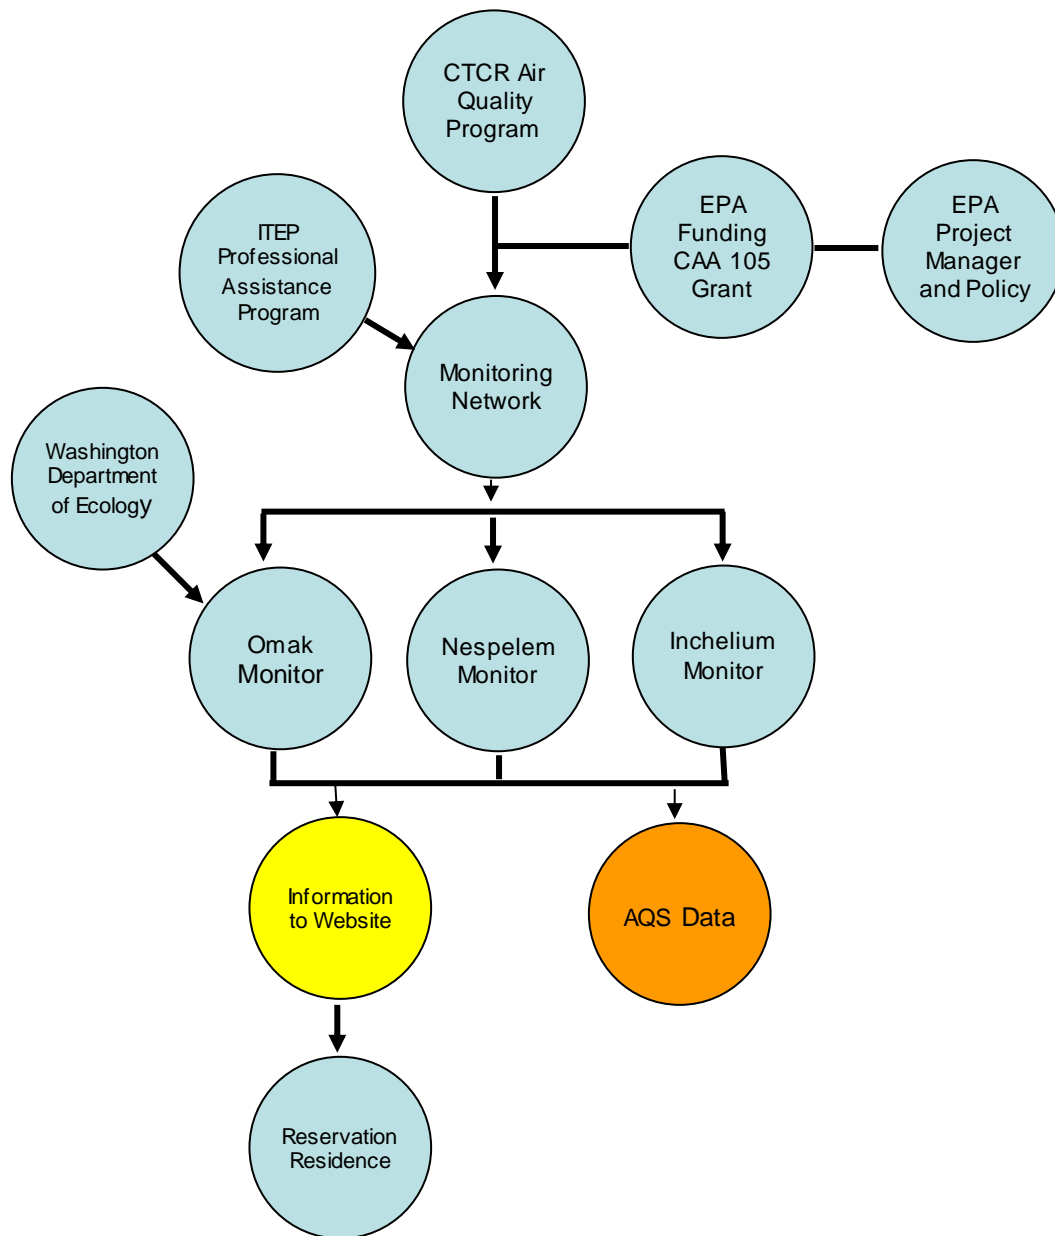 CTCR Air
Quality
Program
EPA
Funding
CAA 105
Grant
EPA
Project
Manager
and Policy
ITEP
Professional
Assistance
Program
Monitoring
Network
Washington
Department
of Ecology
Omak
Monitor
Nespelem
Monitor
Inchelium
Monitor
Information
to Website
AQS Data
Reservation
Residence